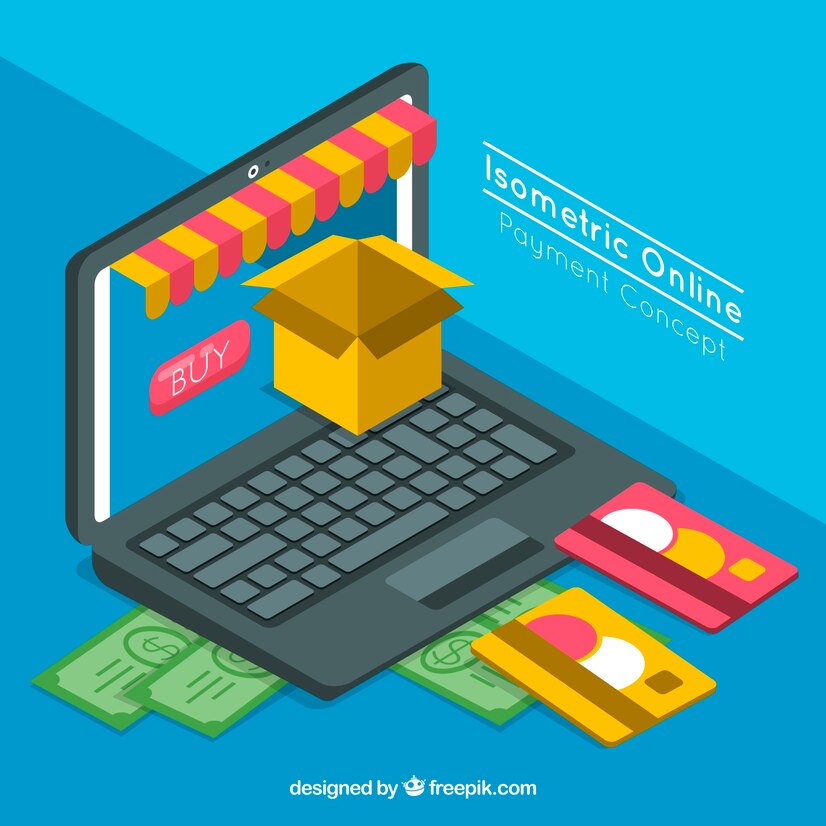 Isometric Online
Payment Concept
BUY
$
$
$
designed by freepik.com